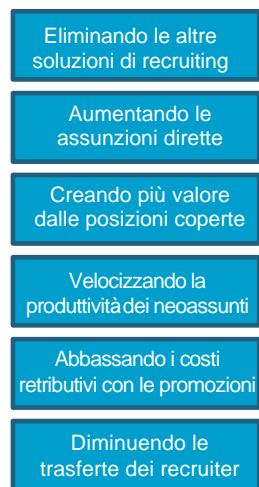 Eliminando le altre
soluzioni di recruiting
Aumentando le
assunzioni dirette
Creando più valore
dalle posizioni coperte
Velocizzando la
produttività dei neoassunti
Abbassando i costi
retributivi con le promozioni
Diminuendo le
trasferte dei recruiter